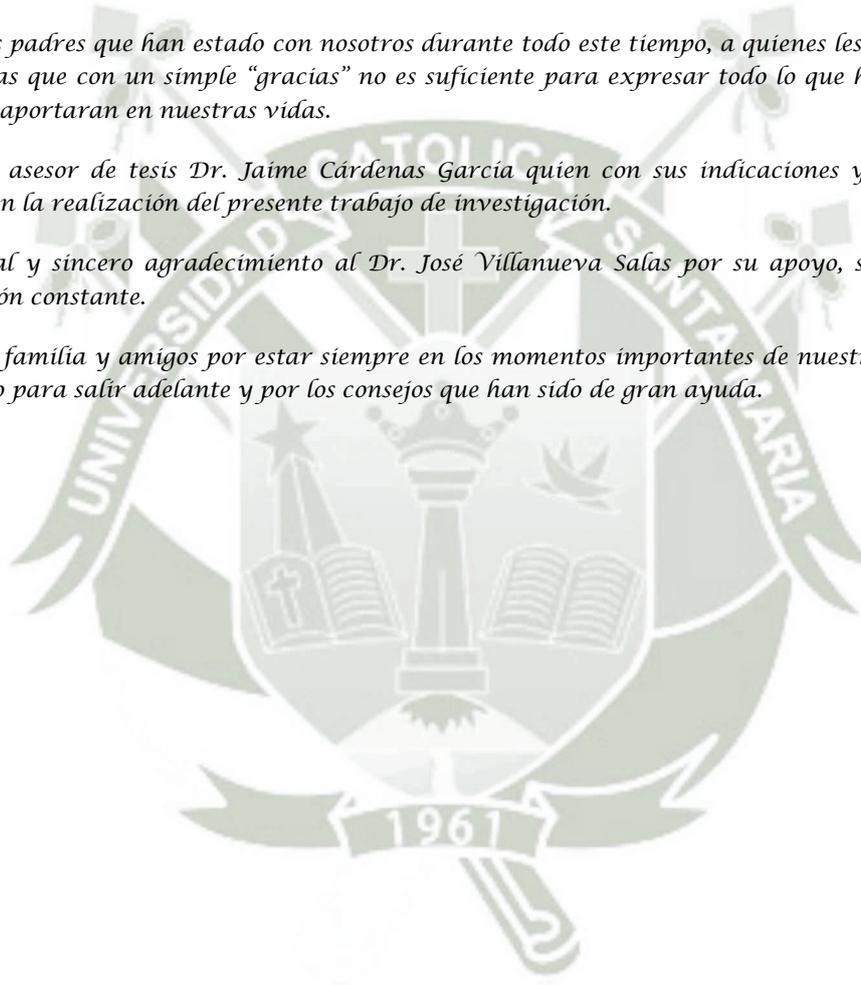 s padres que han estado con nosotros durante todo este tiempo, a quienes les
as que con un simple “gracias” no es suficiente para expresar todo lo que h
aportaran en nuestras vidas.
asesor de tesis Dr. Jaime Cárdenas García quien con sus indicaciones y
n la realización del presente trabajo de investigación.
al y sincero agradecimiento al Dr. José Villanueva Salas por su apoyo, s
ón constante.
familia y amigos por estar siempre en los momentos importantes de nuestr
o para salir adelante y por los consejos que han sido de gran ayuda.
UNIVERSIDAD CATOLICA SANTA MARIA
1961